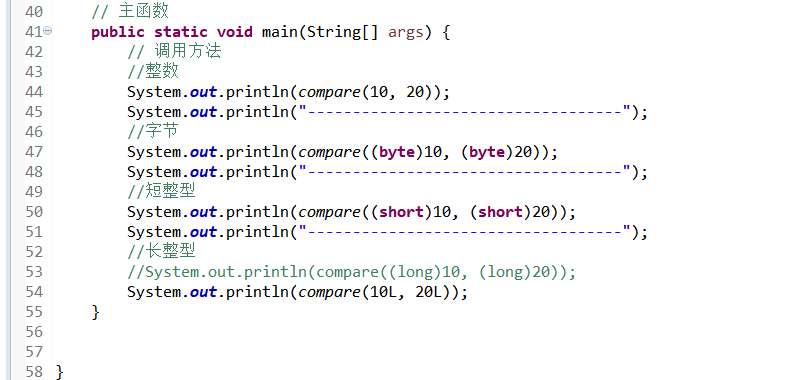 40 // 主函数
41 public static void main(String[] args) {
42 // 调用方法
43 //整数
44 System.out.println(compare(10, 20));
45 System.out.println("-----------------------------------");
46 //字节
47 System.out.println(compare((byte)10, (byte)20));
48 System.out.println("-----------------------------------");
49 //短整型
50 System.out.println(compare((short)10, (short)20));
51 System.out.println("-----------------------------------");
52 //长整型
53 //System.out.println(compare((long)10, (long)20));
54 System.out.println(compare(10L, 20L));
55 }
56
57
58 }